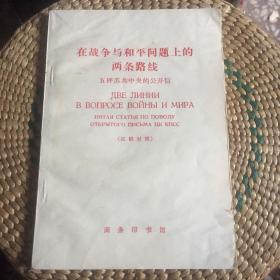 在战争与和平问题上的
两条路线
五评苏共中央的公开信
ДВЕ ЛИНИИ
В ВОПРОСЕ ВОЙНЫ И МИРА
ПЯТАЯ СТАТЬЯ ПО ПОВОДУ
ОТКРЫТОГО ПИСЬМА ЦК КПСС
(汉俄对照)
商务印书馆